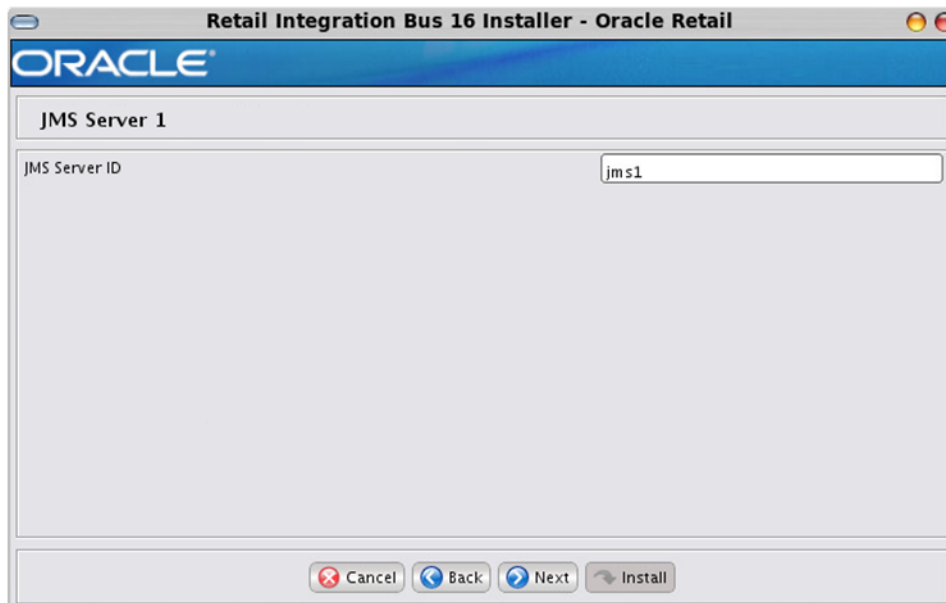 Retail Integration Bus 16 Installer - Oracle Retail
ORACLE®
JMS Server 1
JMS Server ID
jms1
Cancel Back Next Install